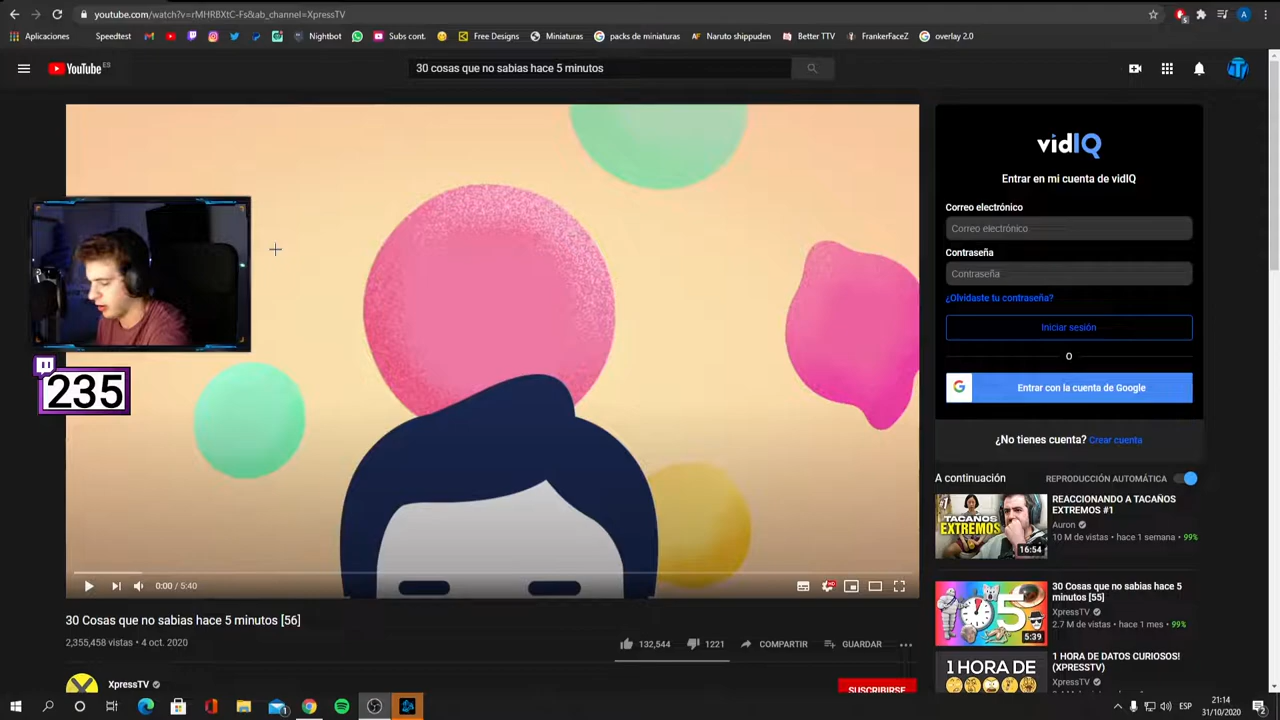 youtube.com/watch?v=rMHRBXtC-Fs&ab_channel=XpressTV
A
Aplicaciones
Speedtest
Nightbot
Subs cont.
Free Designs
Miniaturas
packs de miniaturas
Naruto shippuden
Better TTV
FrankerFaceZ
overlay 2.0
YouTube ES
30 cosas que no sabias hace 5 minutos
vidIQ
Entrar en mi cuenta de vidIQ
Correo electrónico
Correo electrónico
Contraseña
Contraseña
¿Olvidaste tu contraseña?
Iniciar sesión
O
Entrar con la cuenta de Google
¿No tienes cuenta? Crear cuenta
235
A continuación
REPRODUCCIÓN AUTOMÁTICA
#1
TACAÑOS
EXTREMOS
16:54
REACCIONANDO A TACAÑOS
EXTREMOS #1
Auron
10 M de vistas • hace 1 semana • 99%
0:00 / 5:40
HD
30 Cosas que no sabias hace 5 minutos [56]
2,355,458 vistas • 4 oct. 2020
132,544
1221
COMPARTIR
GUARDAR
5
5:39
30 Cosas que no sabias hace 5
minutos [55]
XpressTV
2.7 M de vistas • hace 1 mes • 99%
1 HORA DE
1 HORA DE DATOS CURIOSOS!
(XPRESSTV)
XpressTV
XpressTV
SUSCRIBIRSE
ESP
21:14
31/10/2020
2